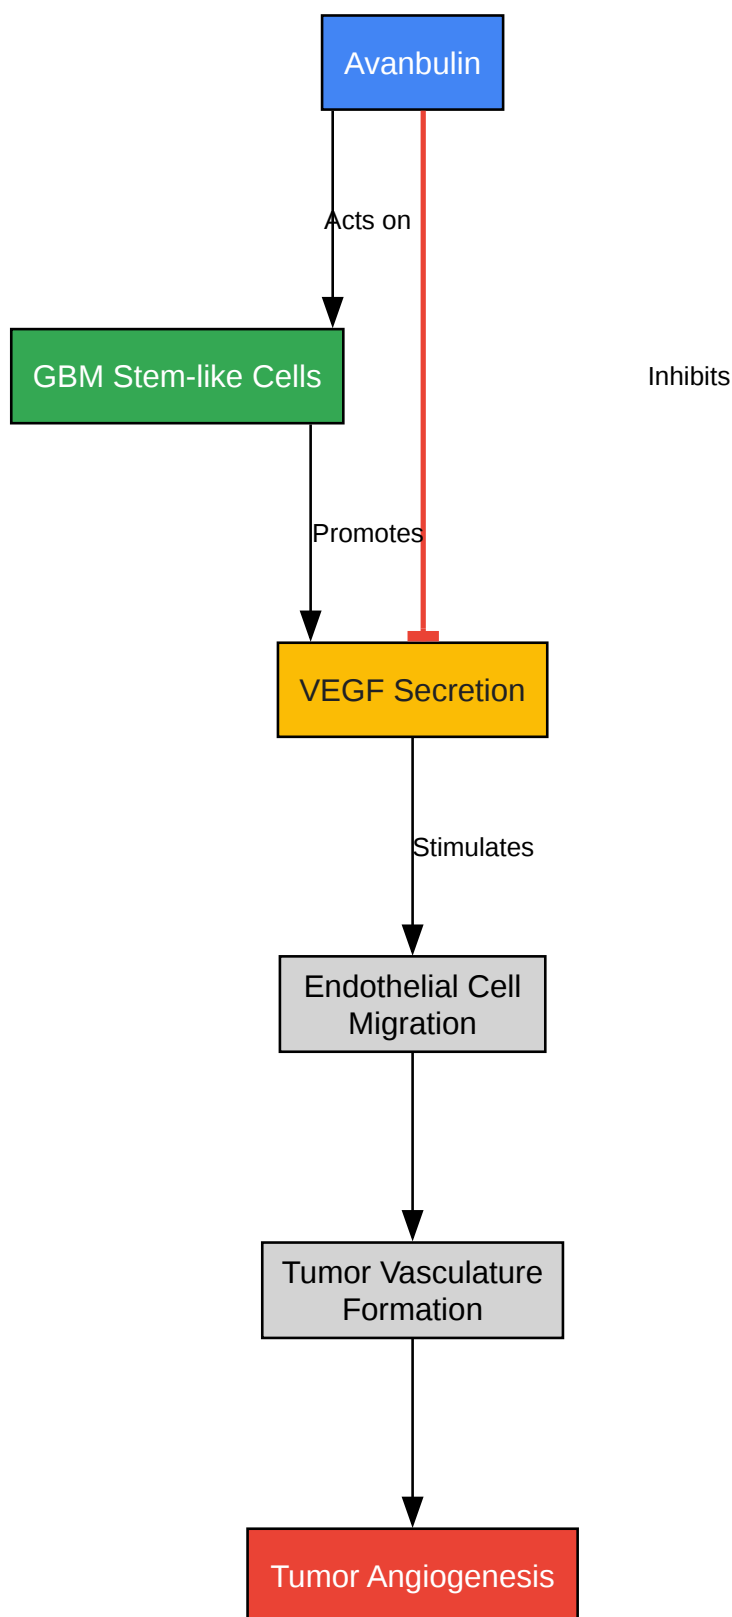 Avanbulin
Acts on
GBM Stem-like Cells
Inhibits
Promotes
VEGF Secretion
Stimulates
Endothelial Cell
Migration
Tumor Vasculature
Formation
Tumor Angiogenesis